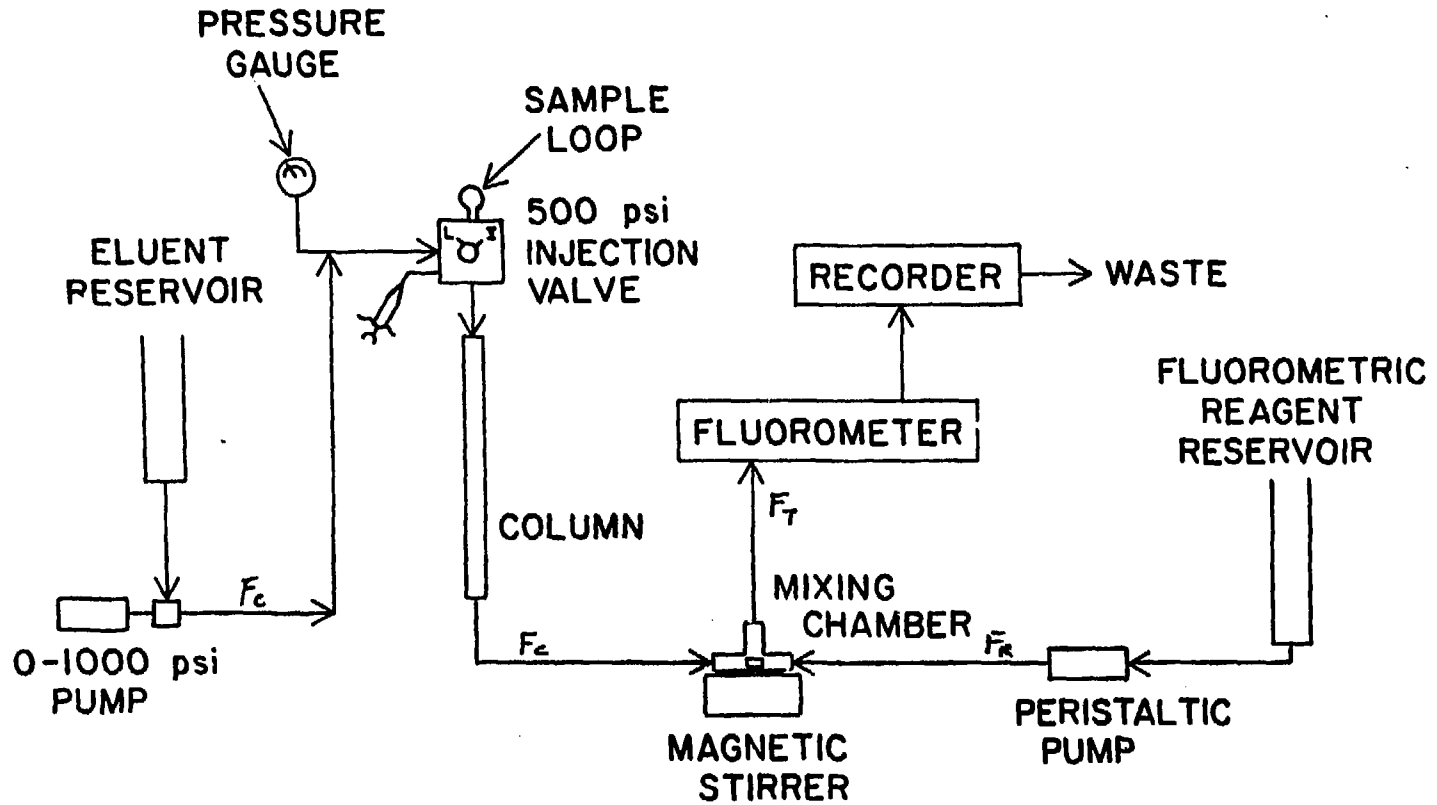 PRESSURE
GAUGE
SAMPLE
LOOP
500 psi
INJECTION
VALVE
L I
ELUENT
RESERVOIR
RECORDER
WASTE
FLUOROMETRIC
REAGENT
RESERVOIR
FLUOROMETER
COLUMN
F_T
MIXING
CHAMBER
F_C
F_C
F_R
0-1000 psi
PUMP
PERISTALTIC
PUMP
MAGNETIC
STIRRER